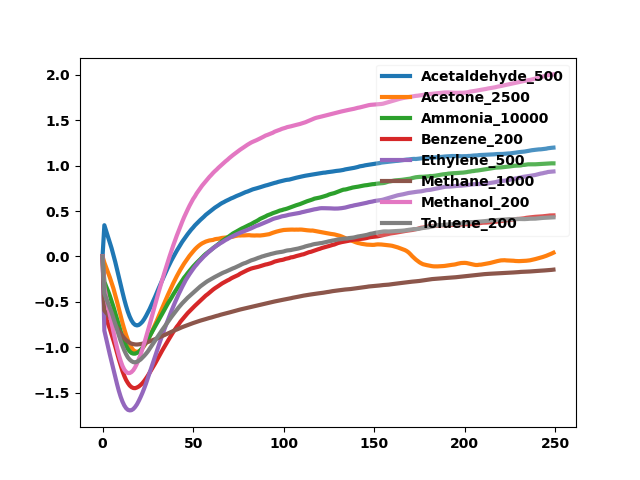 2.0
1.5
1.0
0.5
0.0
−0.5
−1.0
−1.5
0 50 100 150 200 250
Acetaldehyde_500
Acetone_2500
Ammonia_10000
Benzene_200
Ethylene_500
Methane_1000
Methanol_200
Toluene_200